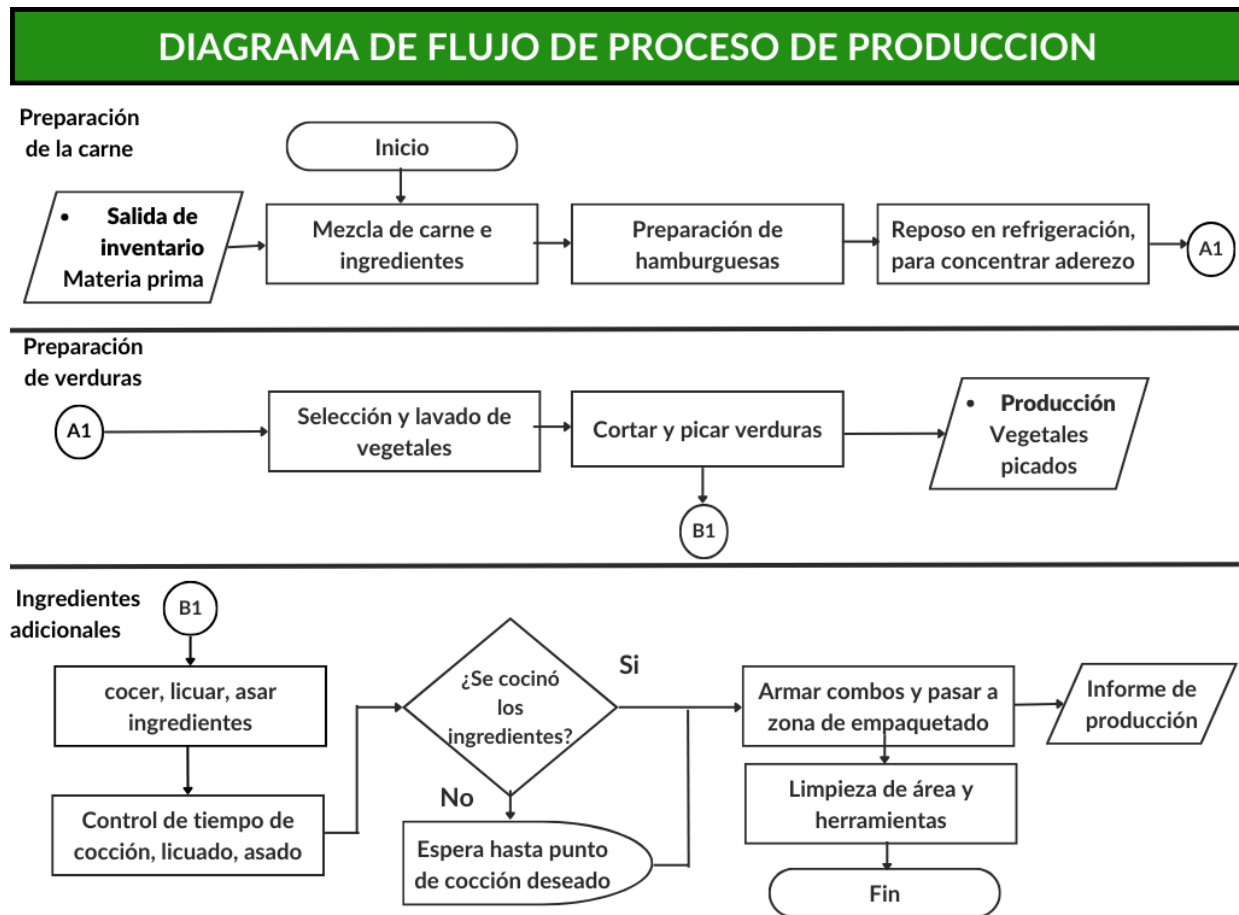 DIAGRAMA DE FLUJO DE PROCESO DE PRODUCCION
Preparación
de la carne
Inicio
• Salida de
inventario
Materia prima
Mezcla de carne e
ingredientes
Preparación de
hamburguesas
Reposo en refrigeración,
para concentrar aderezo
A1
Preparación
de verduras
A1
Selección y lavado de
vegetales
Cortar y picar verduras
• Producción
Vegetales
picados
B1
Ingredientes
adicionales
B1
cocer, licuar, asar
ingredientes
Control de tiempo de
cocción, licuado, asado
¿Se cocinó
los
ingredientes?
Si
No
Espera hasta punto
de cocción deseado
Armar combos y pasar a
zona de empaquetado
Informe de
producción
Limpieza de área y
herramientas
Fin